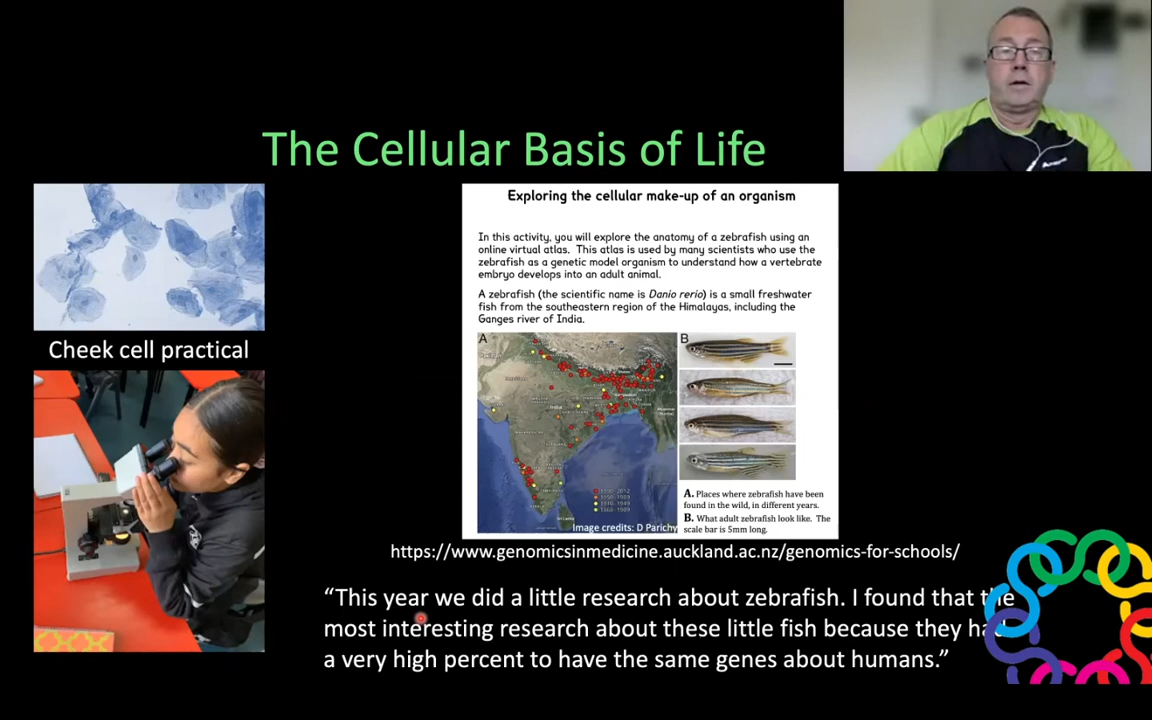 The Cellular Basis of Life
Cheek cell practical
Exploring the cellular make-up of an organism
In this activity, you will explore the anatomy of a zebrafish using an
online virtual atlas. This atlas is used by many scientists who use the
zebrafish as a genetic model organism to understand how a vertebrate
embryo develops into an adult animal.
A zebrafish (the scientific name is Danio rerio) is a small freshwater
fish from the southeastern region of the Himalayas, including the
Ganges river of India.
A
B
Image credits: D Parichy
A. Places where zebrafish have been
found in the wild, in different years.
B. What adult zebrafish look like. The
scale bar is 5mm long.
https://www.genomicsinmedicine.auckland.ac.nz/genomics-for-schools/
“This year we did a little research about zebrafish. I found that the
most interesting research about these little fish because they had
a very high percent to have the same genes about humans.”